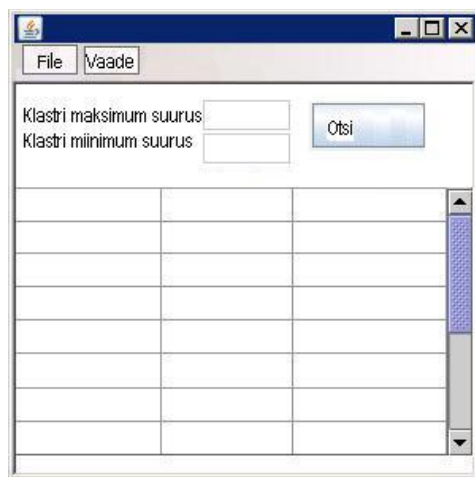 File Vaade
Klastri maksimum suurus
Otsi
Klastri miinimum suurus